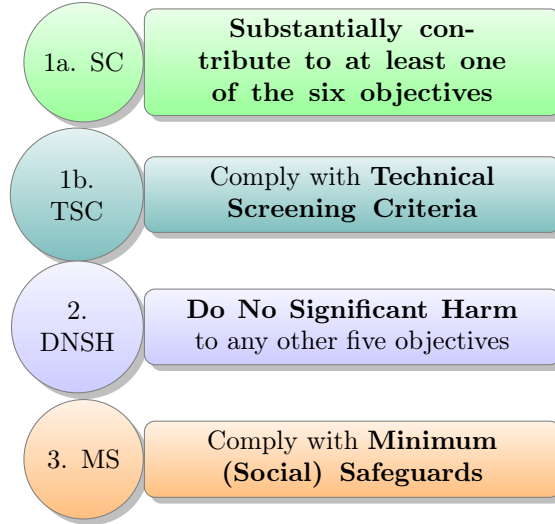 1a. SC
Substantially con-
tribute to at least one
of the six objectives
1b.
TSC
Comply with Technical
Screening Criteria
2.
DNSH
Do No Significant Harm
to any other five objectives
3. MS
Comply with Minimum
(Social) Safeguards